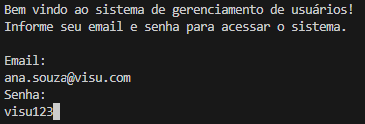 Bem vindo ao sistema de gerenciamento de usuários!
Informe seu email e senha para acessar o sistema.

Email:
ana.souza@visu.com
Senha:
visu123